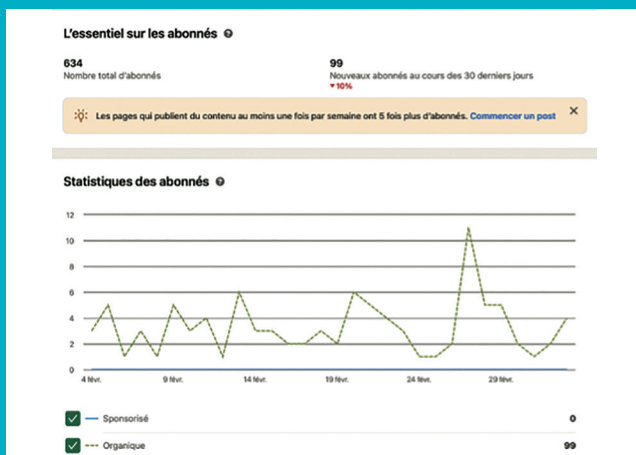 L'essentiel sur les abonnés
634
Nombre total d'abonnés
99
Nouveaux abonnés au cours des 30 derniers jours
▾10%
Les pages qui publient du contenu au moins une fois par semaine ont 5 fois plus d'abonnés. Commencer un post
Statistiques des abonnés
12
10
8
6
4
2
0
4 févr. 9 févr. 14 févr. 19 févr. 24 févr. 29 févr.
Sponsorisé 0
Organique 99